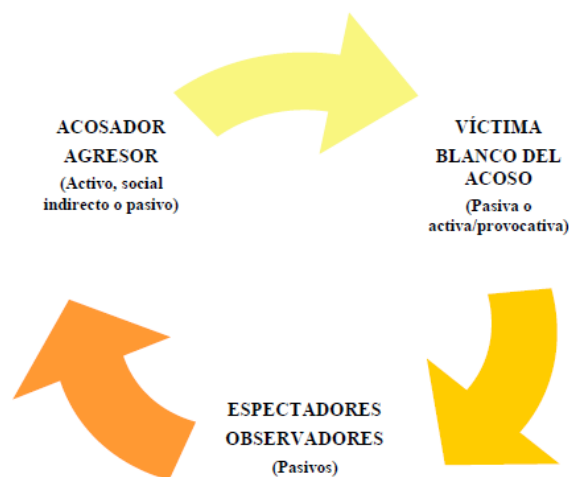 ACOSADOR
AGRESOR
(Activo, social
indirecto o pasivo)
VÍCTIMA
BLANCO DEL
ACOSO
(Pasiva o
activa/provocativa)
ESPECTADORES
OBSERVADORES
(Pasivos)